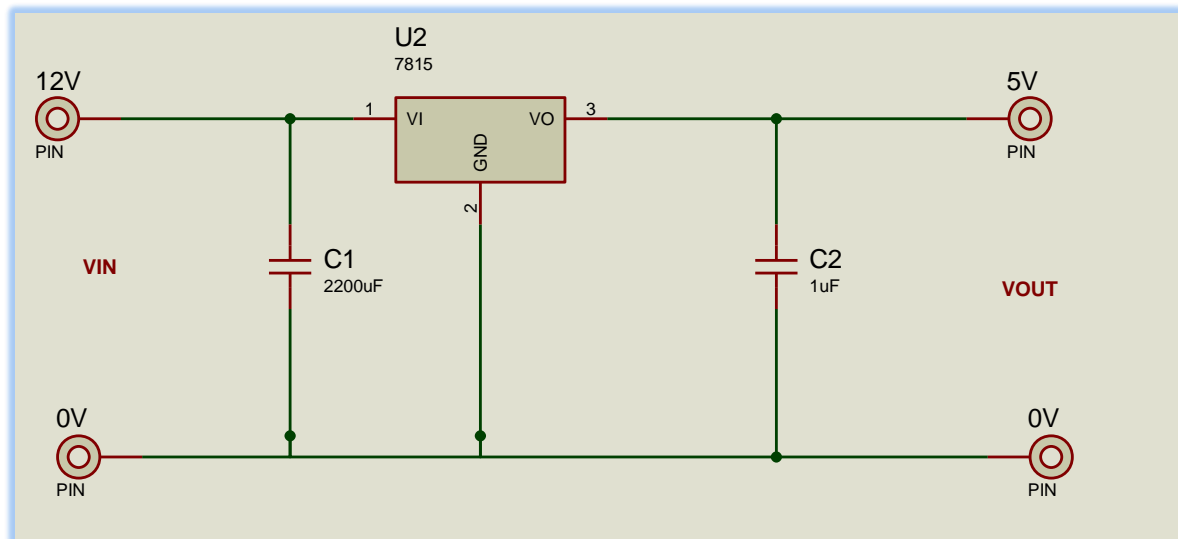 U2
7815
12V
5V
1
VI
VO
3
PIN
GND
PIN
2
VIN
C1
2200uF
C2
1uF
VOUT
0V
0V
PIN
PIN